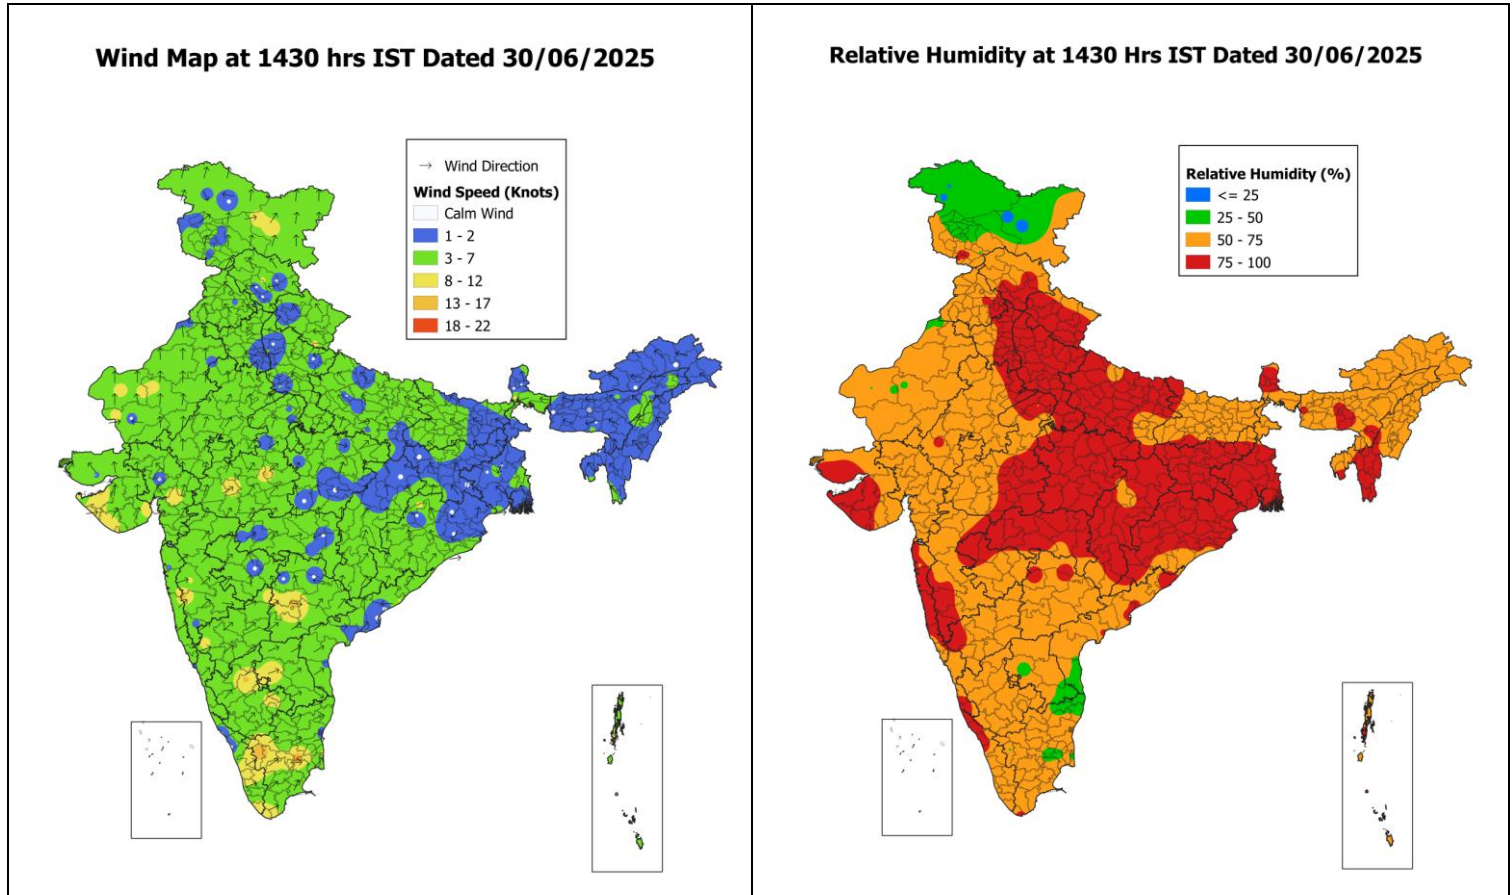 Wind Map at 1430 hrs IST Dated 30/06/2025
→ Wind Direction
Wind Speed (Knots)
Calm Wind
1 - 2
3 - 7
8 - 12
13 - 17
18 - 22
Relative Humidity at 1430 Hrs IST Dated 30/06/2025
Relative Humidity (%)
<= 25
25 - 50
50 - 75
75 - 100